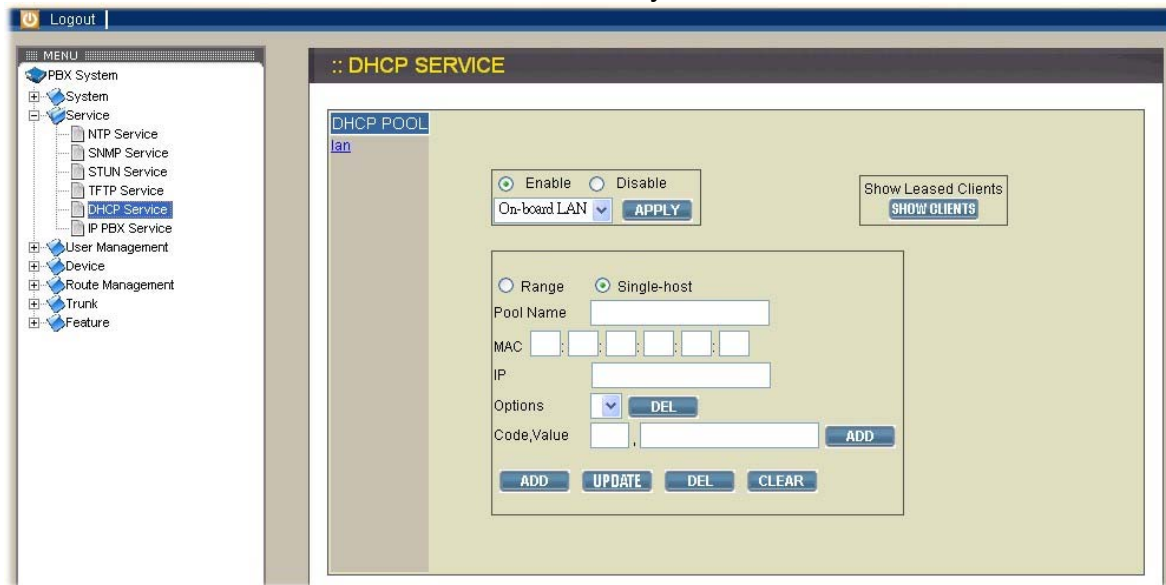 Logout
MENU
PBX System
System
Service
NTP Service
SNMP Service
STUN Service
TFTP Service
DHCP Service
IP PBX Service
User Management
Device
Route Management
Trunk
Feature
:: DHCP SERVICE
DHCP POOL
lan
Enable Disable
On-board LAN APPLY
Show Leased Clients
SHOW CLIENTS
Range Single-host
Pool Name
MAC : : : : :
IP
Options DEL
Code,Value , ADD
ADD UPDATE DEL CLEAR